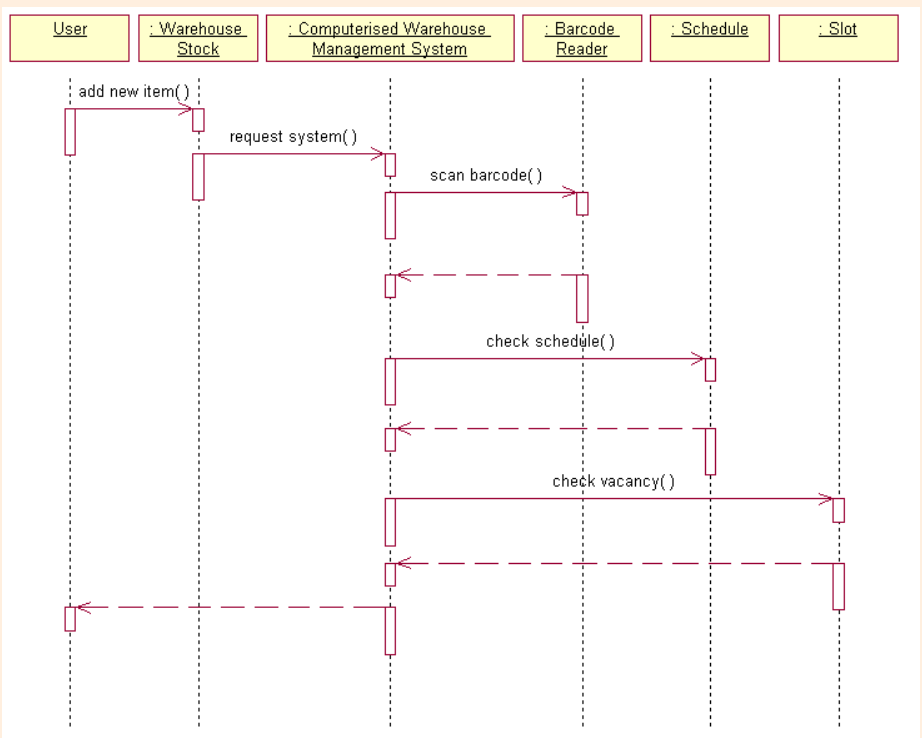 User
: Warehouse
Stock
: Computerised Warehouse
Management System
: Barcode
Reader
: Schedule
: Slot
add new item( )
request system( )
scan barcode( )
check schedule( )
check vacancy( )